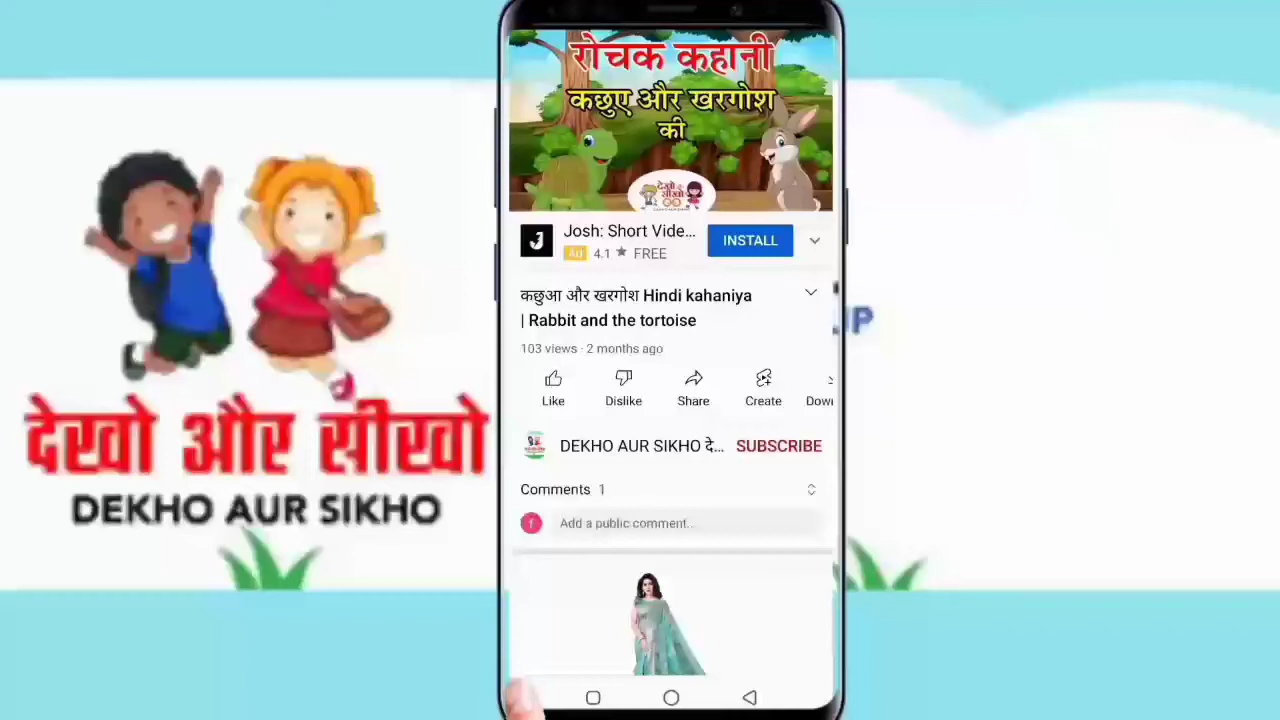 रोचक कहानी
कछुए और खरगोश
की
देखो
सीखो
J Josh: Short Vide... INSTALL
Ad 4.1 ★ FREE
कछुआ और खरगोश Hindi kahaniya
| Rabbit and the tortoise
103 views · 2 months ago
Like Dislike Share Create Down
DEKHO AUR SIKHO दे... SUBSCRIBE
Comments 1
f Add a public comment...
देखो और सीखो
DEKHO AUR SIKHO